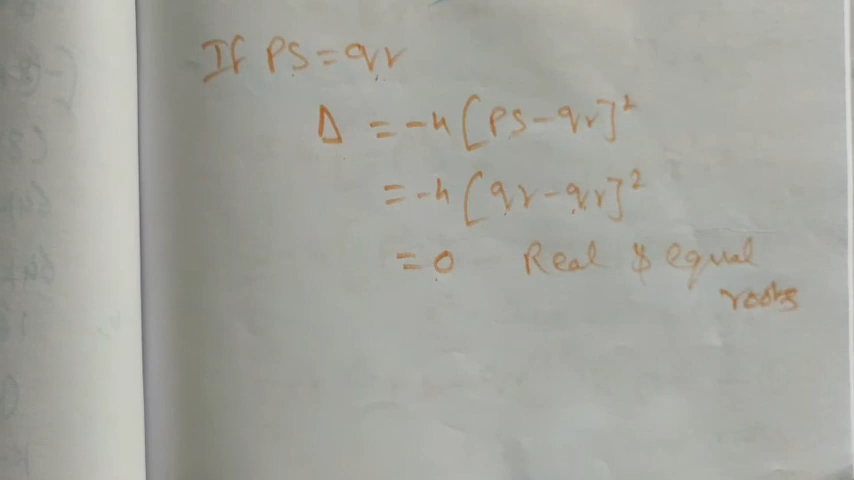 If PS = qr
Δ = -4 [PS - qr]²
= -4 [qr - qr]²
= 0 Real & equal
roots